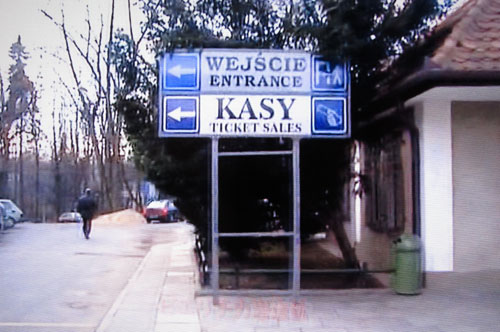 WEJŚCIE
ENTRANCE
KASY
TICKET SALES